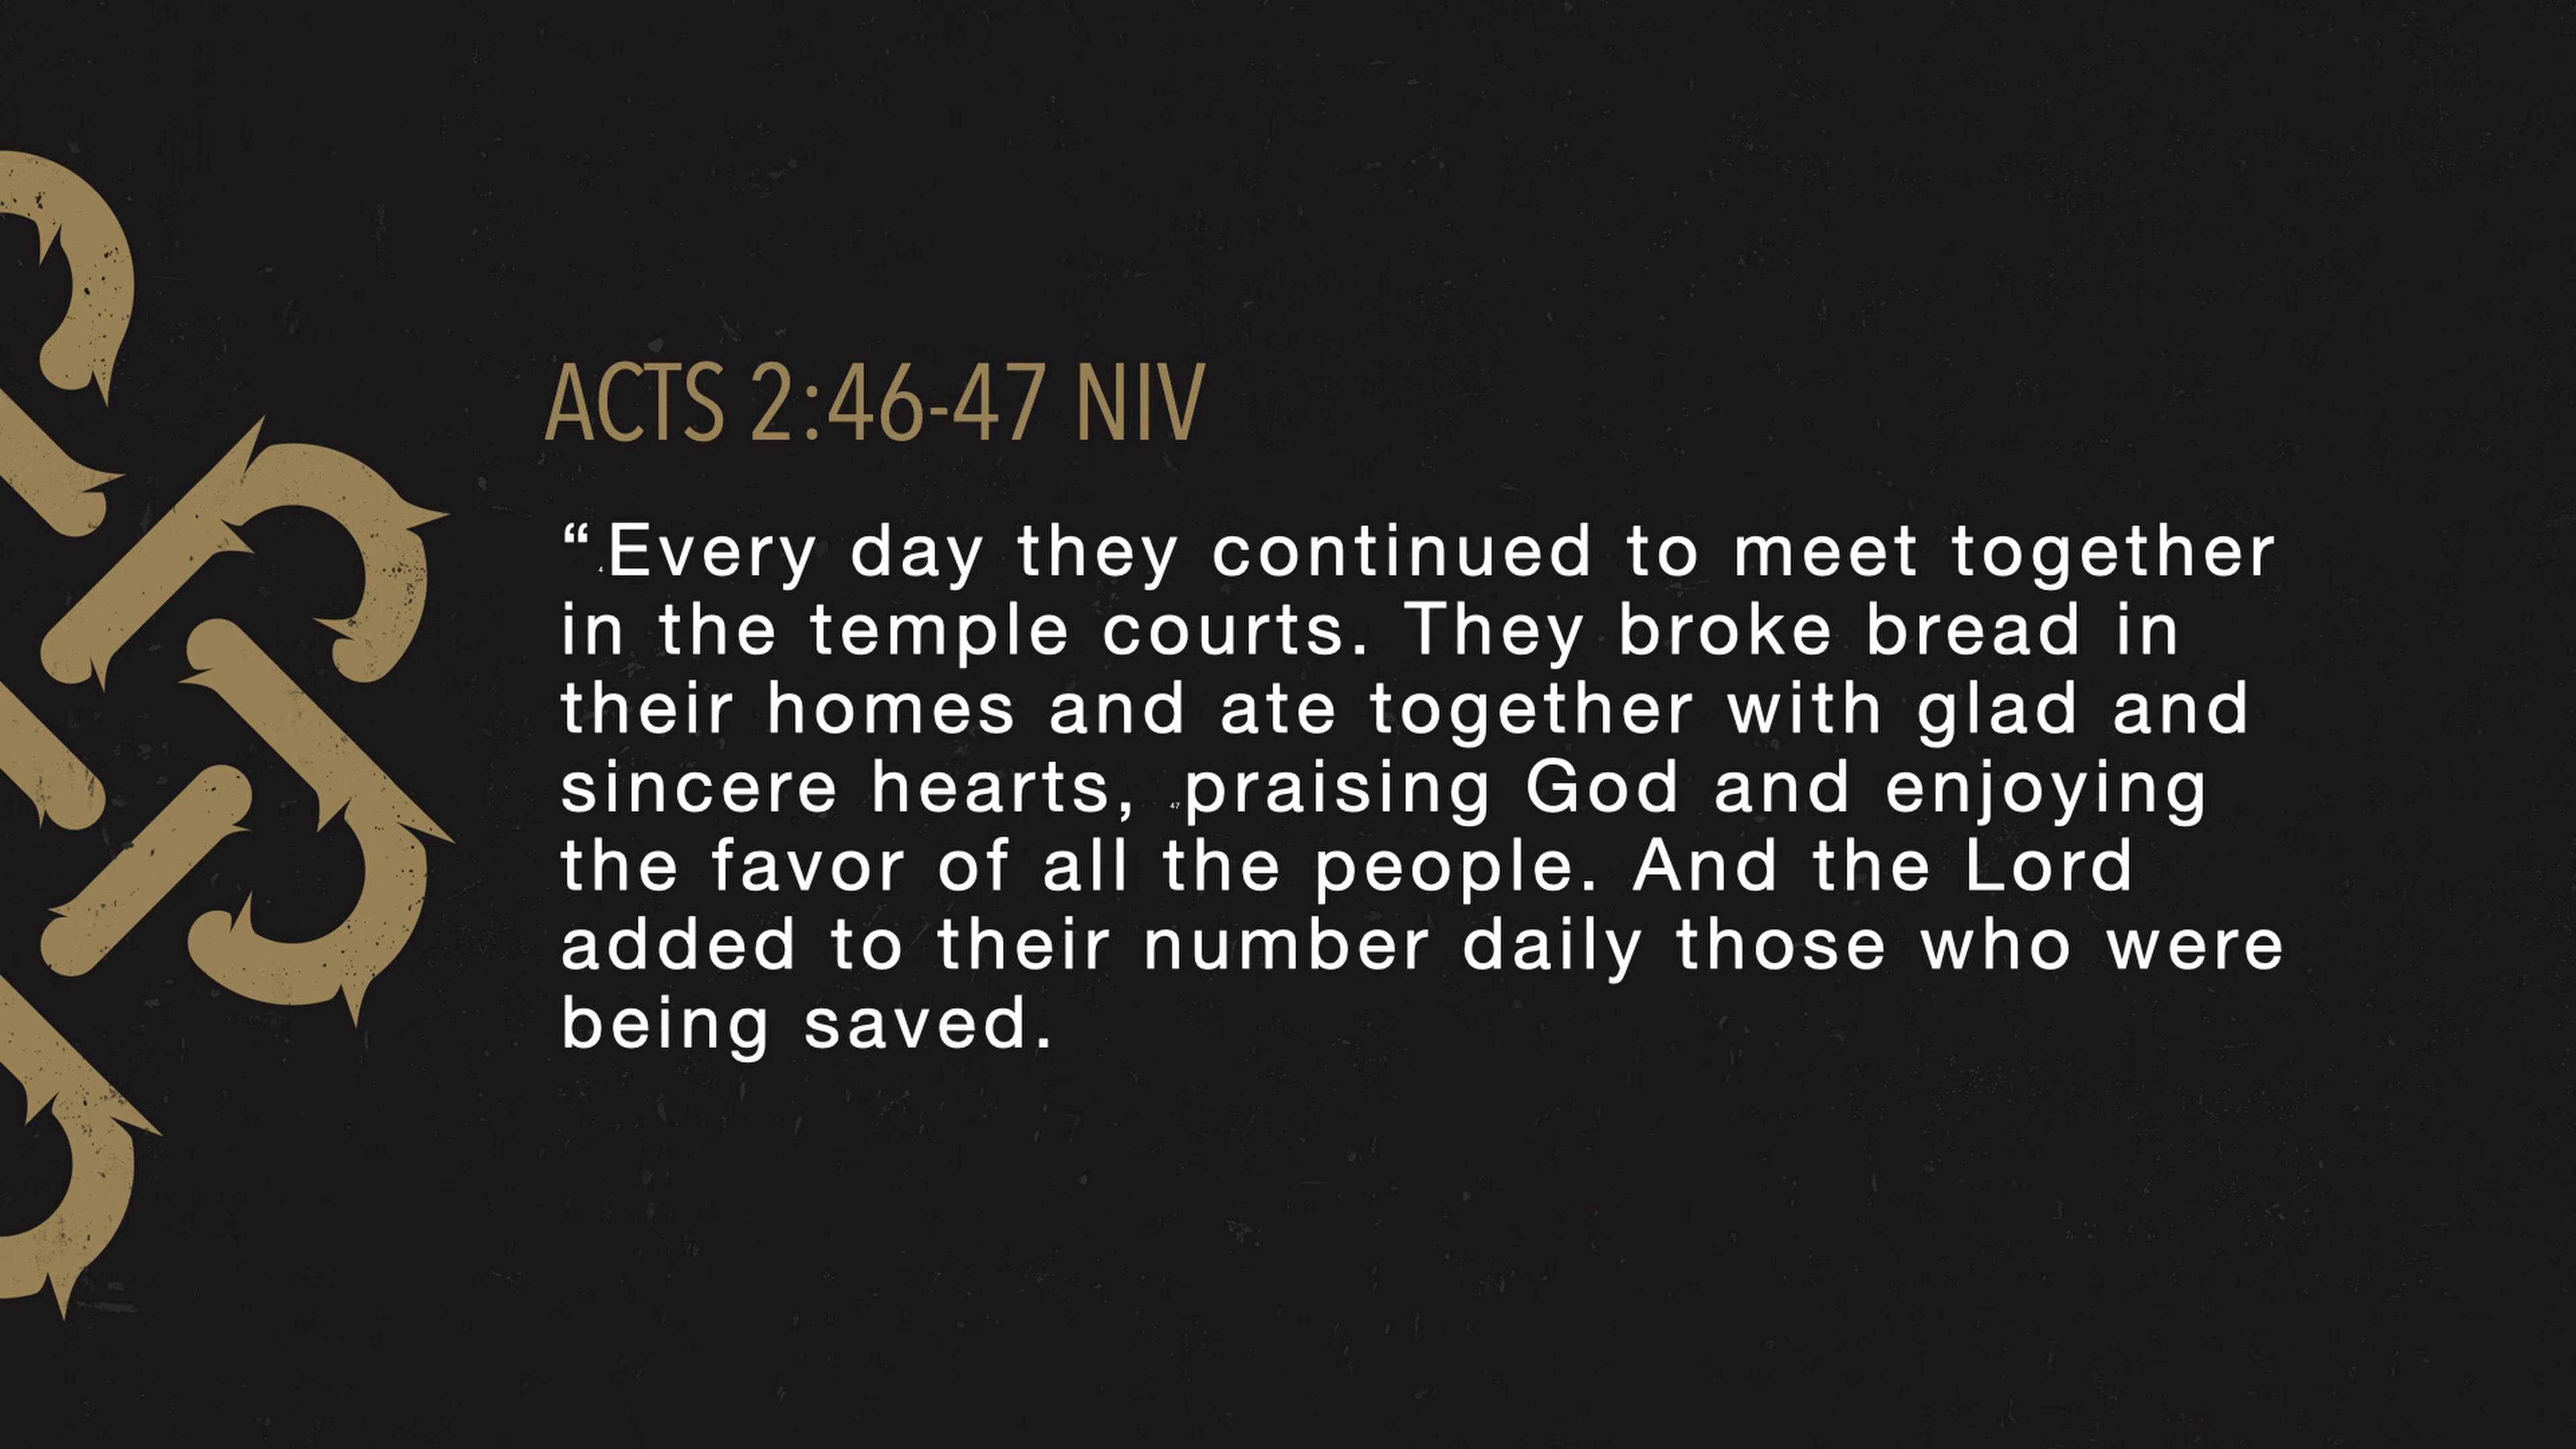 ACTS 2:46-47 NIV
“ 4 Every day they continued to meet together
in the temple courts. They broke bread in
their homes and ate together with glad and
sincere hearts, 47 praising God and enjoying
the favor of all the people. And the Lord
added to their number daily those who were
being saved.